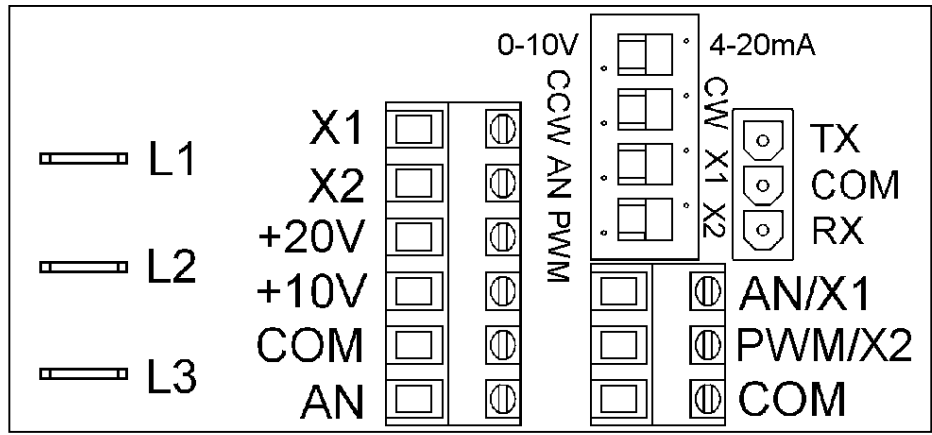 L1
L2
L3
X1
X2
+20V
+10V
COM
AN
0-10V
4-20mA
CCW AN PWM
CW X1 X2
TX
COM
RX
AN/X1
PWM/X2
COM